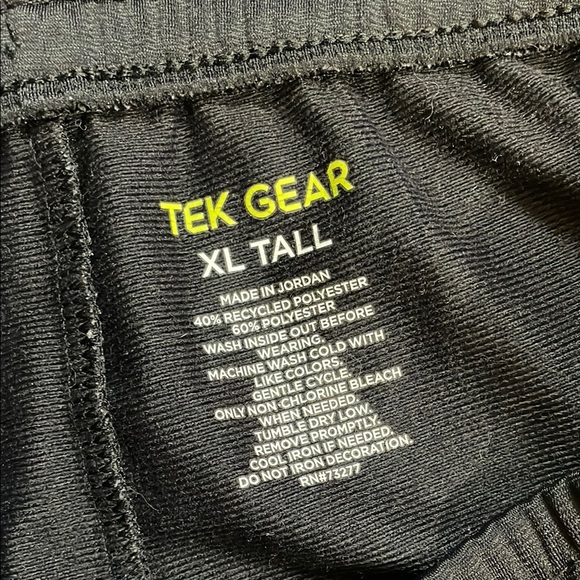 TEK GEAR
XL TALL
MADE IN JORDAN
40% RECYCLED POLYESTER
60% POLYESTER
WASH INSIDE OUT BEFORE
WEARING.
MACHINE WASH COLD WITH
LIKE COLORS.
GENTLE CYCLE.
ONLY NON-CHLORINE BLEACH
WHEN NEEDED.
TUMBLE DRY LOW.
REMOVE PROMPTLY.
COOL IRON IF NEEDED.
DO NOT IRON DECORATION.
RN#73277